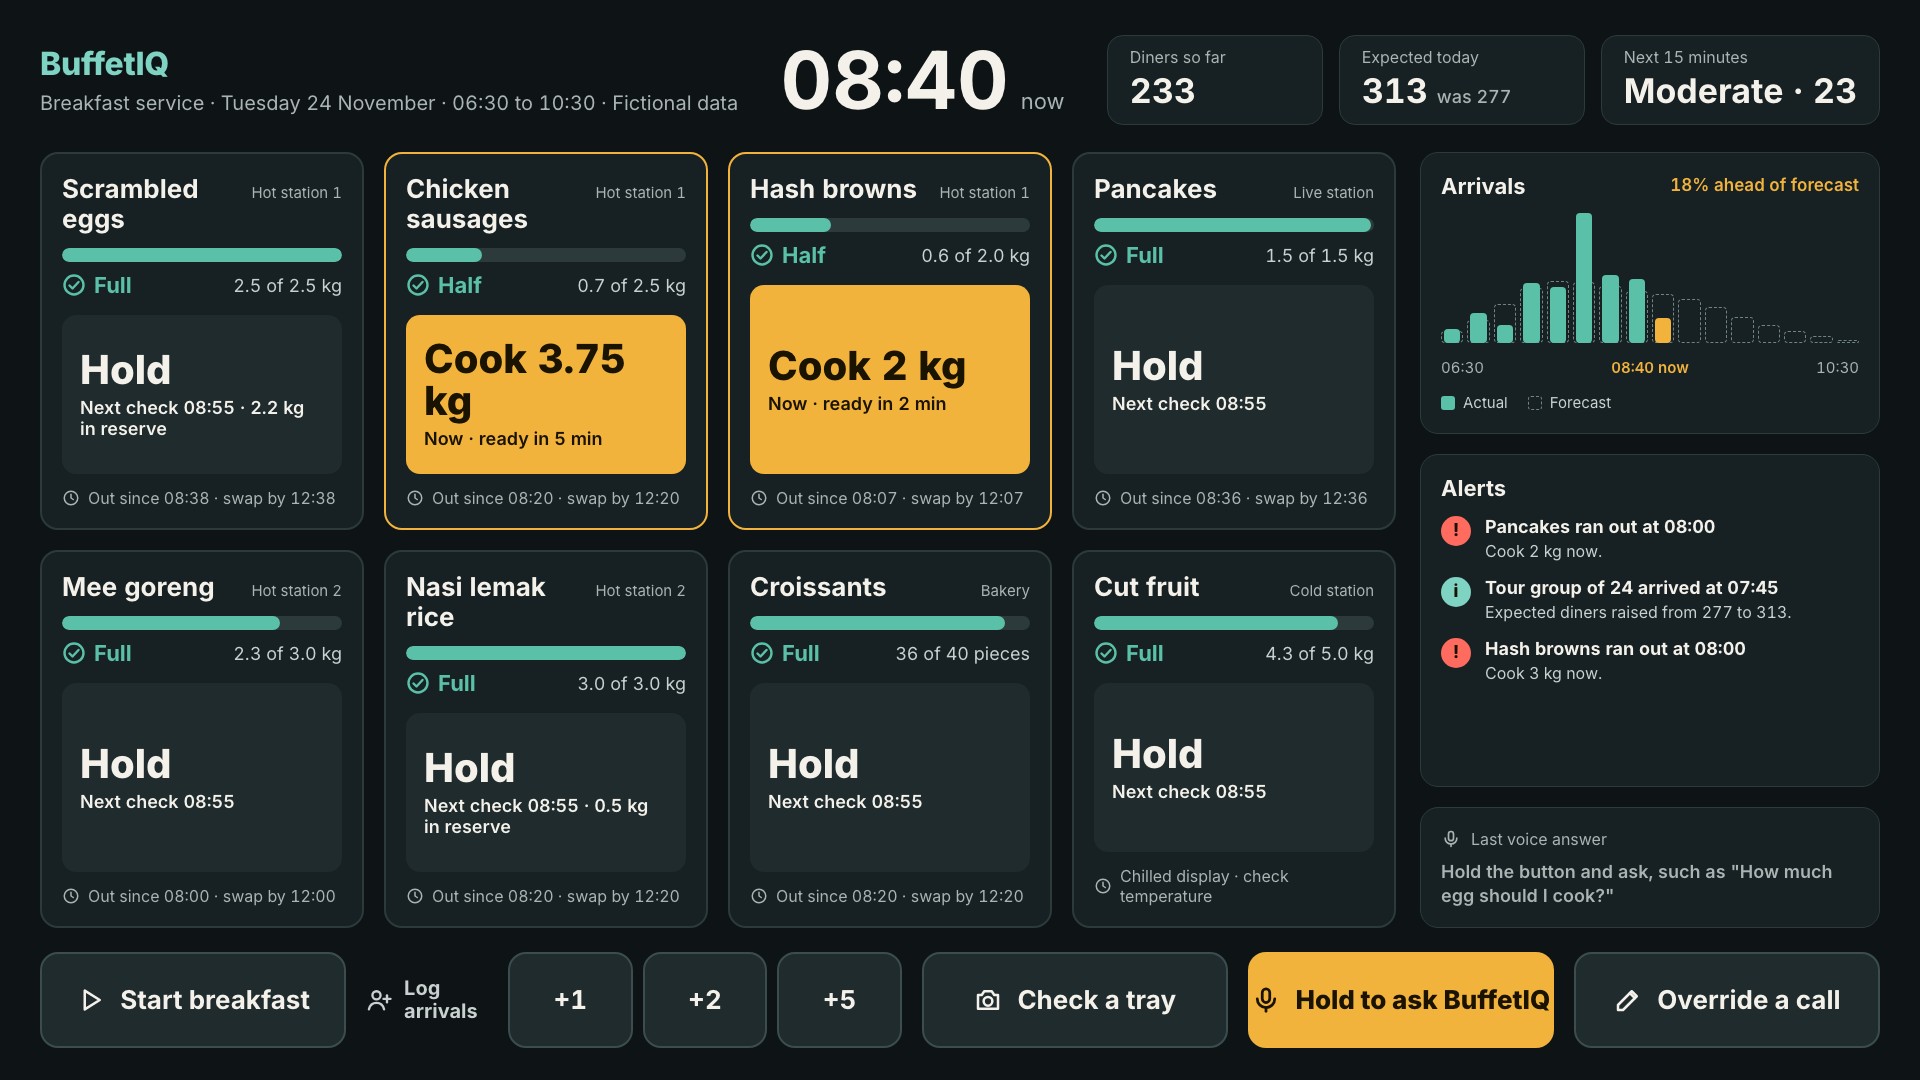 BuffetIQ
Breakfast service · Tuesday 24 November · 06:30 to 10:30 · Fictional data
08:40 now
Diners so far
233
Expected today
313 was 277
Next 15 minutes
Moderate · 23
Scrambled eggs
Hot station 1
Full
2.5 of 2.5 kg
Hold
Next check 08:55 · 2.2 kg
in reserve
Out since 08:38 · swap by 12:38
Chicken sausages
Hot station 1
Half
0.7 of 2.5 kg
Cook 3.75
kg
Now · ready in 5 min
Out since 08:20 · swap by 12:20
Hash browns
Hot station 1
Half
0.6 of 2.0 kg
Cook 2 kg
Now · ready in 2 min
Out since 08:07 · swap by 12:07
Pancakes
Live station
Full
1.5 of 1.5 kg
Hold
Next check 08:55
Out since 08:36 · swap by 12:36
Mee goreng
Hot station 2
Full
2.3 of 3.0 kg
Hold
Next check 08:55
Out since 08:00 · swap by 12:00
Nasi lemak rice
Hot station 2
Full
3.0 of 3.0 kg
Hold
Next check 08:55 · 0.5 kg
in reserve
Out since 08:20 · swap by 12:20
Croissants
Bakery
Full
36 of 40 pieces
Hold
Next check 08:55
Out since 08:20 · swap by 12:20
Cut fruit
Cold station
Full
4.3 of 5.0 kg
Hold
Next check 08:55
Chilled display · check
temperature
Arrivals
18% ahead of forecast
06:30
08:40 now
10:30
Actual
Forecast
Alerts
! Pancakes ran out at 08:00
Cook 2 kg now.
i Tour group of 24 arrived at 07:45
Expected diners raised from 277 to 313.
! Hash browns ran out at 08:00
Cook 3 kg now.
Last voice answer
Hold the button and ask, such as "How much
egg should I cook?"
Start breakfast
Log
arrivals
+1
+2
+5
Check a tray
Hold to ask BuffetIQ
Override a call